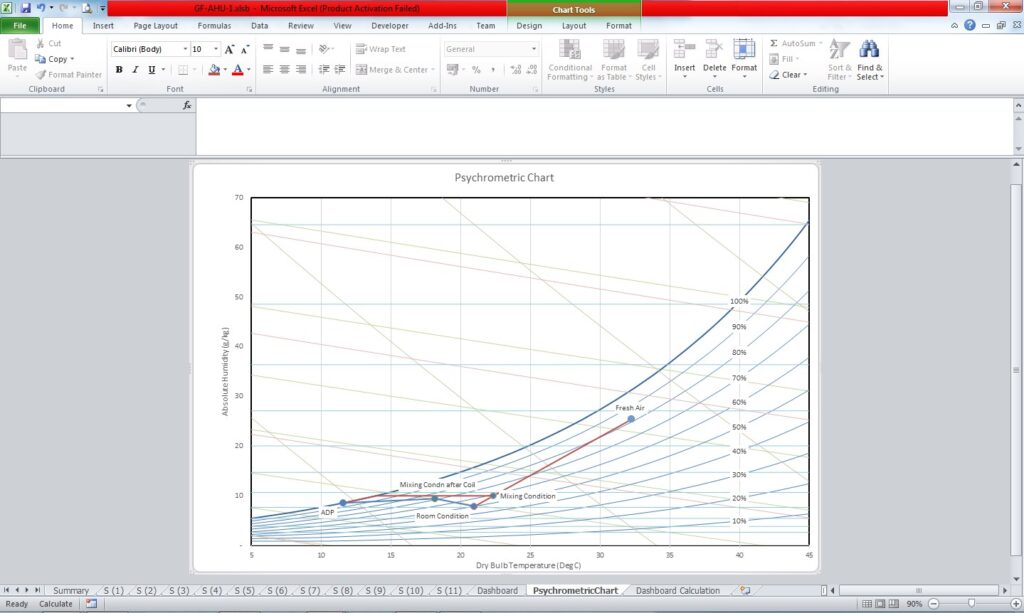 GF-AHU-1.xlsb - Microsoft Excel (Product Activation Failed)
Chart Tools
File Home Insert Page Layout Formulas Data Review View Developer Add-Ins Team Design Layout Format
Paste
Cut
Copy
Format Painter
Clipboard
Calibri (Body) 10
B I U
Font
Wrap Text
Merge & Center
Alignment
General
% ,
Number
Conditional Formatting
Format as Table
Cell Styles
Styles
Insert Delete Format
Cells
AutoSum
Fill
Clear
Sort & Filter
Find & Select
Editing
fx
Psychrometric Chart
70
60
50
40
30
20
10
-
Absolute Humidity (g/kg)
100%
90%
80%
70%
60%
50%
40%
30%
20%
10%
Fresh Air
Mixing Condn after Coil
Mixing Condition
ADP
Room Condition
5 10 15 20 25 30 35 40 45
Dry Bulb Temperature (Deg C)
Summary S (1) S (2) S (3) S (4) S (5) S (6) S (7) S (8) S (9) S (10) S (11) Dashboard PsychrometricChart Dashboard Calculation
Ready Calculate 90%